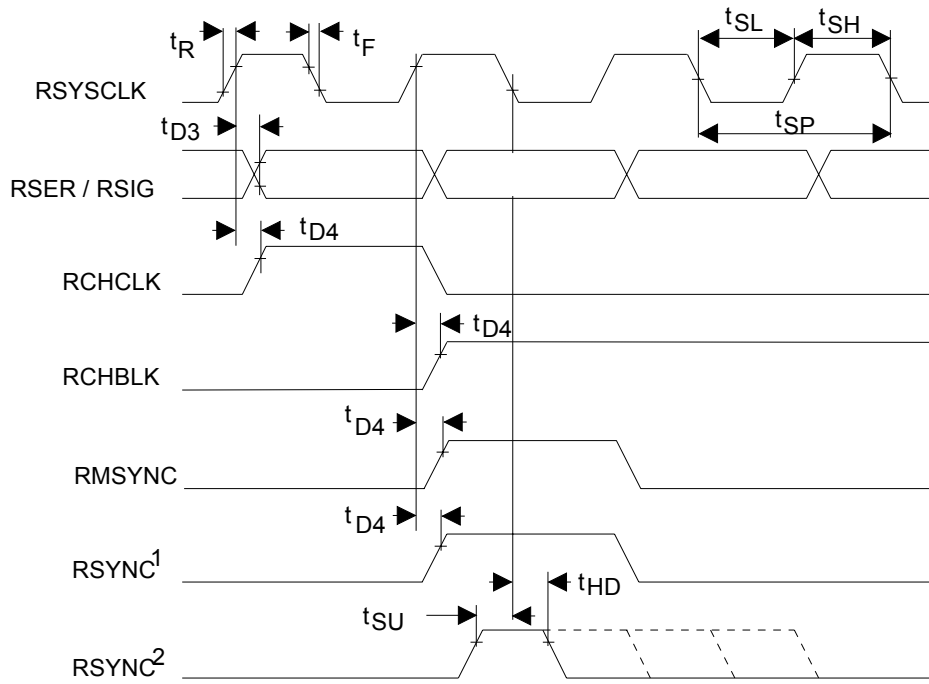 tR tF tSL tSH
RSYSCLK
tD3 tSP
RSER / RSIG
tD4
RCHCLK
tD4
RCHBLK
tD4
RMSYNC
tD4
RSYNC1
tHD
tSU
RSYNC2